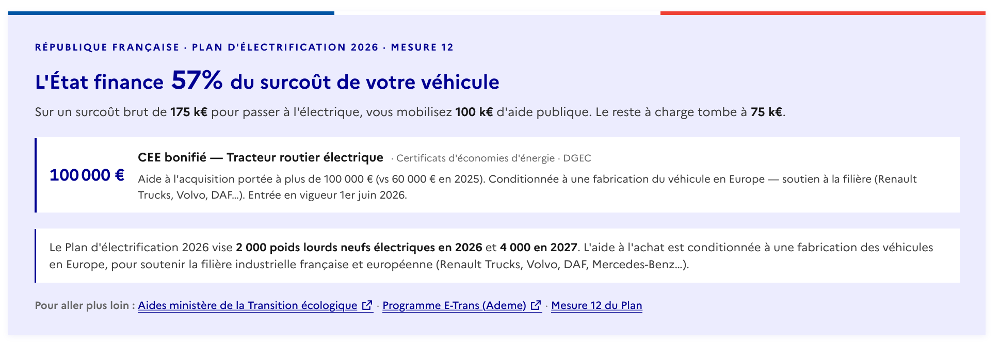 RÉPUBLIQUE FRANÇAISE · PLAN D'ÉLECTRIFICATION 2026 · MESURE 12
L'État finance 57% du surcoût de votre véhicule
Sur un surcoût brut de 175 k€ pour passer à l'électrique, vous mobilisez 100 k€ d'aide publique. Le reste à charge tombe à 75 k€.
100 000 €
CEE bonifié — Tracteur routier électrique · Certificats d'économies d'énergie · DGEC
Aide à l'acquisition portée à plus de 100 000 € (vs 60 000 € en 2025). Conditionnée à une fabrication du véhicule en Europe — soutien à la filière (Renault
Trucks, Volvo, DAF…). Entrée en vigueur 1er juin 2026.
Le Plan d'électrification 2026 vise 2 000 poids lourds neufs électriques en 2026 et 4 000 en 2027. L'aide à l'achat est conditionnée à une fabrication des véhicules
en Europe, pour soutenir la filière industrielle française et européenne (Renault Trucks, Volvo, DAF, Mercedes-Benz…).
Pour aller plus loin : Aides ministère de la Transition écologique · Programme E-Trans (Ademe) · Mesure 12 du Plan